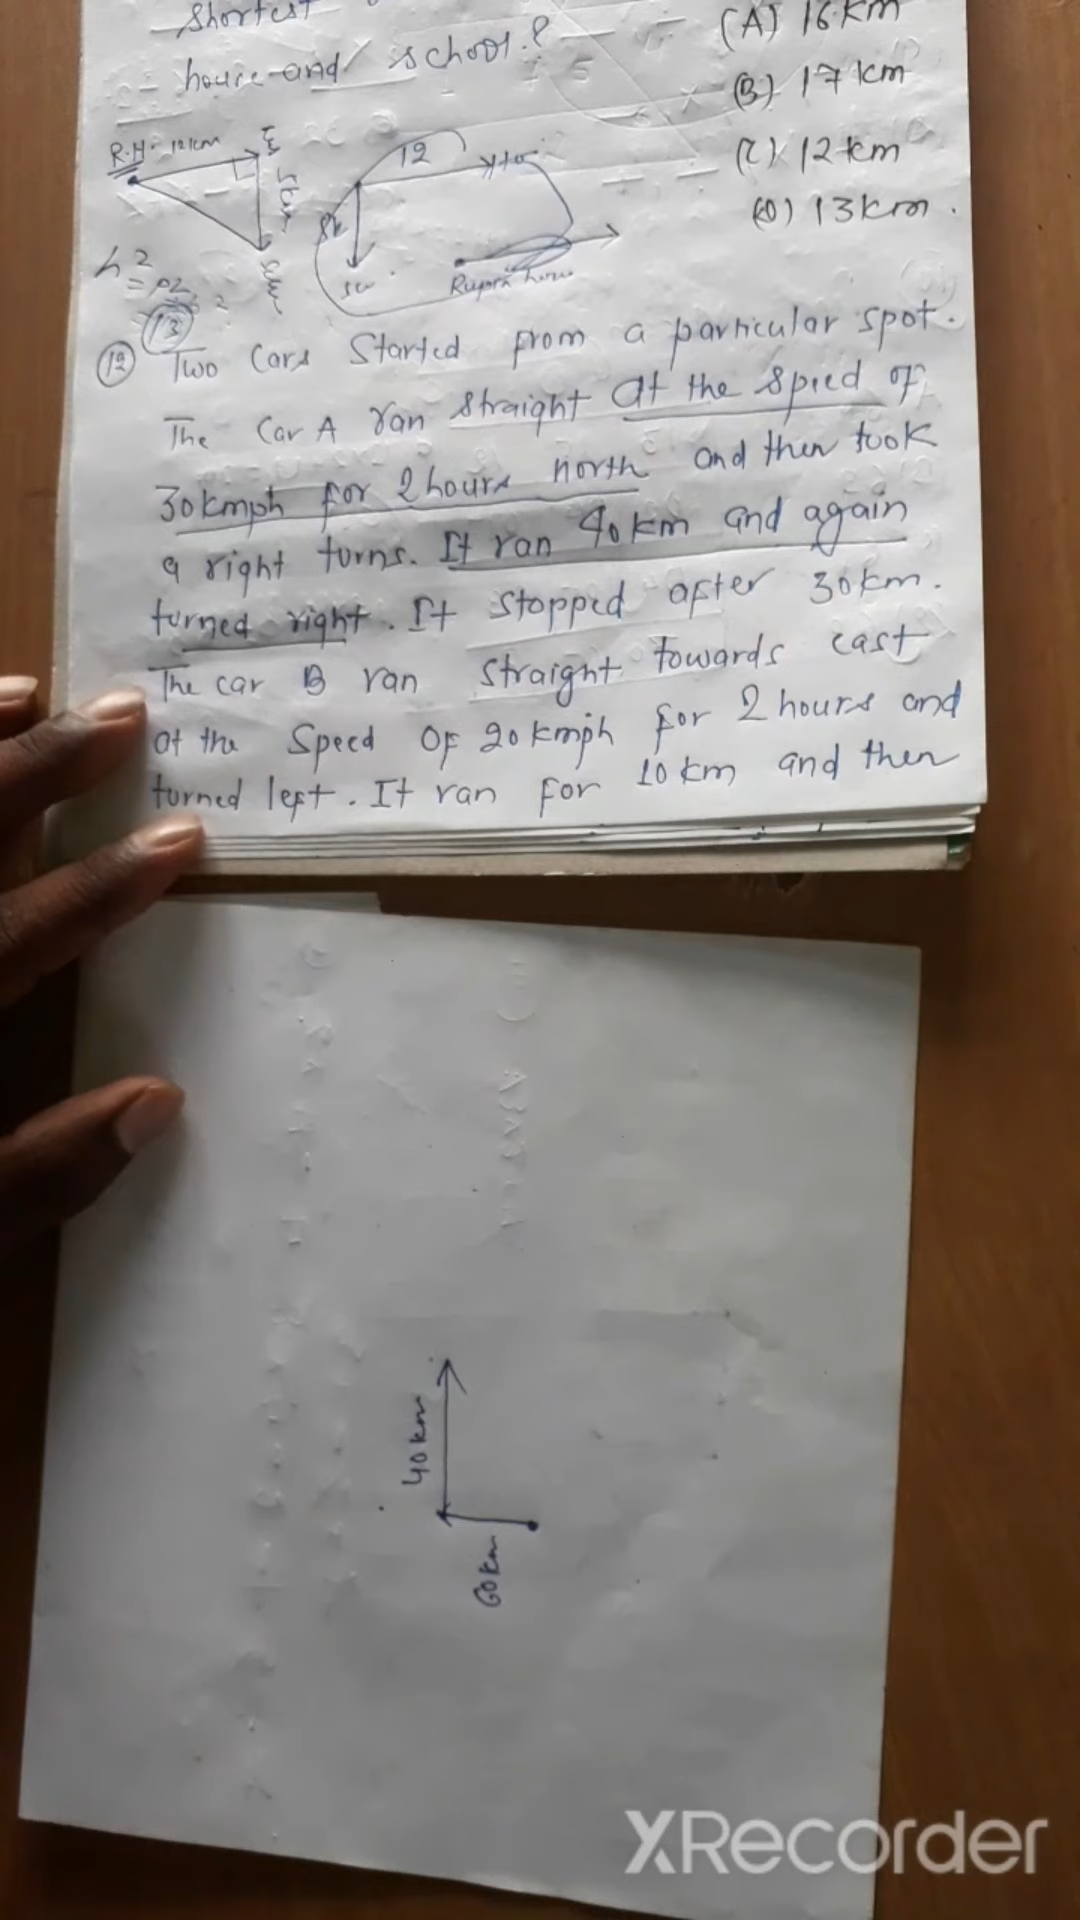 shortest
house and school.?
(A) 16 km
(B) 17 km
(C) 12 km
(D) 13 km.
R.H. 12 km
5km
12
h²
Rupa's house
13
12 Two Cars Started from a particular spot.
The Car A ran straight at the Speed of
30 kmph for 2 hours north and then took
a right turns. It ran 40 km and again
turned right. It stopped after 30 km.
The car B ran straight towards east
at the Speed of 20 kmph for 2 hours and
turned left. It ran for 10 km and then
40 km
60 km
XRecorder